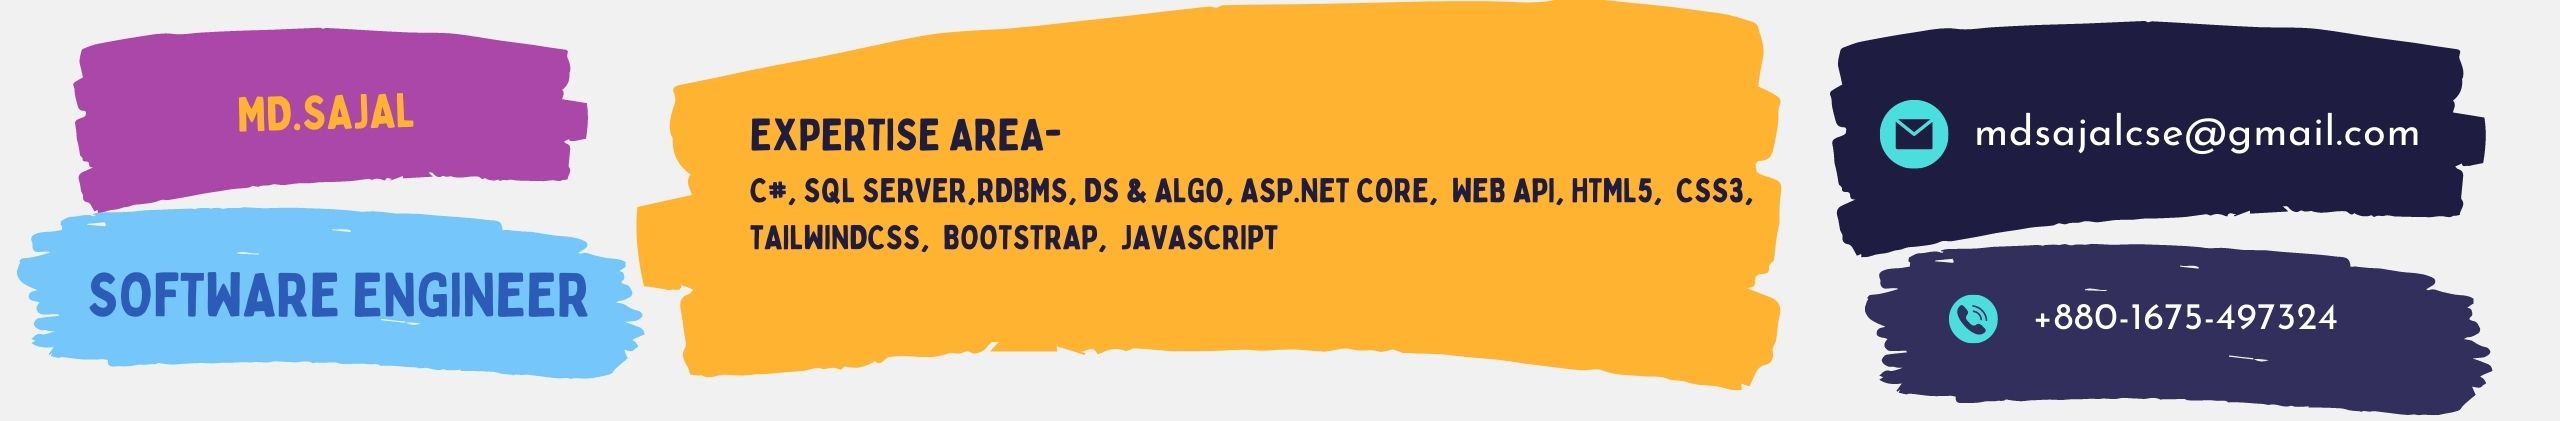 MD.SAJAL
SOFTWARE ENGINEER
EXPERTISE AREA-
C#, SQL SERVER,RDBMS, DS & ALGO, ASP.NET CORE, WEB API, HTML5, CSS3,
TAILWINDCSS, BOOTSTRAP, JAVASCRIPT
mdsajalcse@gmail.com
+880-1675-497324